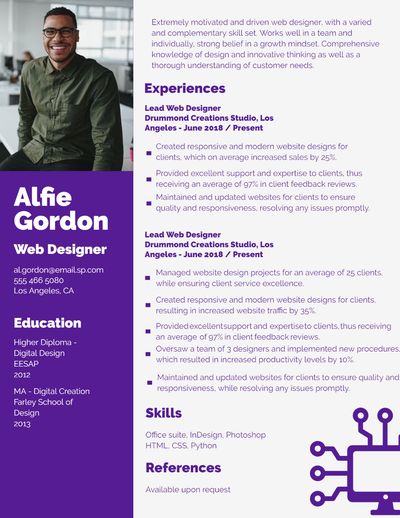 Alfie
Gordon
Web Designer
al.gordon@email.sp.com
555 466 5080
Los Angeles, CA
Education
Higher Diploma -
Digital Design
EESAP
2012
MA - Digital Creation
Farley School of
Design
2013
Extremely motivated and driven web designer, with a varied
and complementary skill set. Works well in a team and
individually, strong belief in a growth mindset. Comprehensive
knowledge of design and innovative thinking as well as a
thorough understanding of customer needs.
Experiences
Lead Web Designer
Drummond Creations Studio, Los
Angeles - June 2018 / Present
Created responsive and modern website designs for
clients, which on average increased sales by 25%.
Provided excellent support and expertise to clients, thus
receiving an average of 97% in client feedback reviews.
Maintained and updated websites for clients to ensure
quality and responsiveness, resolving any issues promptly.
Lead Web Designer
Drummond Creations Studio, Los
Angeles - June 2018 / Present
Managed website design projects for an average of 25 clients,
while ensuring client service excellence.
Created responsive and modern website designs for clients,
resulting in increased website traffic by 35%.
Provided excellent support and expertise to clients, thus receiving
an average of 97% in client feedback reviews.
Oversaw a team of 3 designers and implemented new procedures,
which resulted in increased productivity levels by 10%.
Maintained and updated websites for clients to ensure quality and
responsiveness, while resolving any issues promptly.
Skills
Office suite, InDesign, Photoshop
HTML, CSS, Python
References
Available upon request